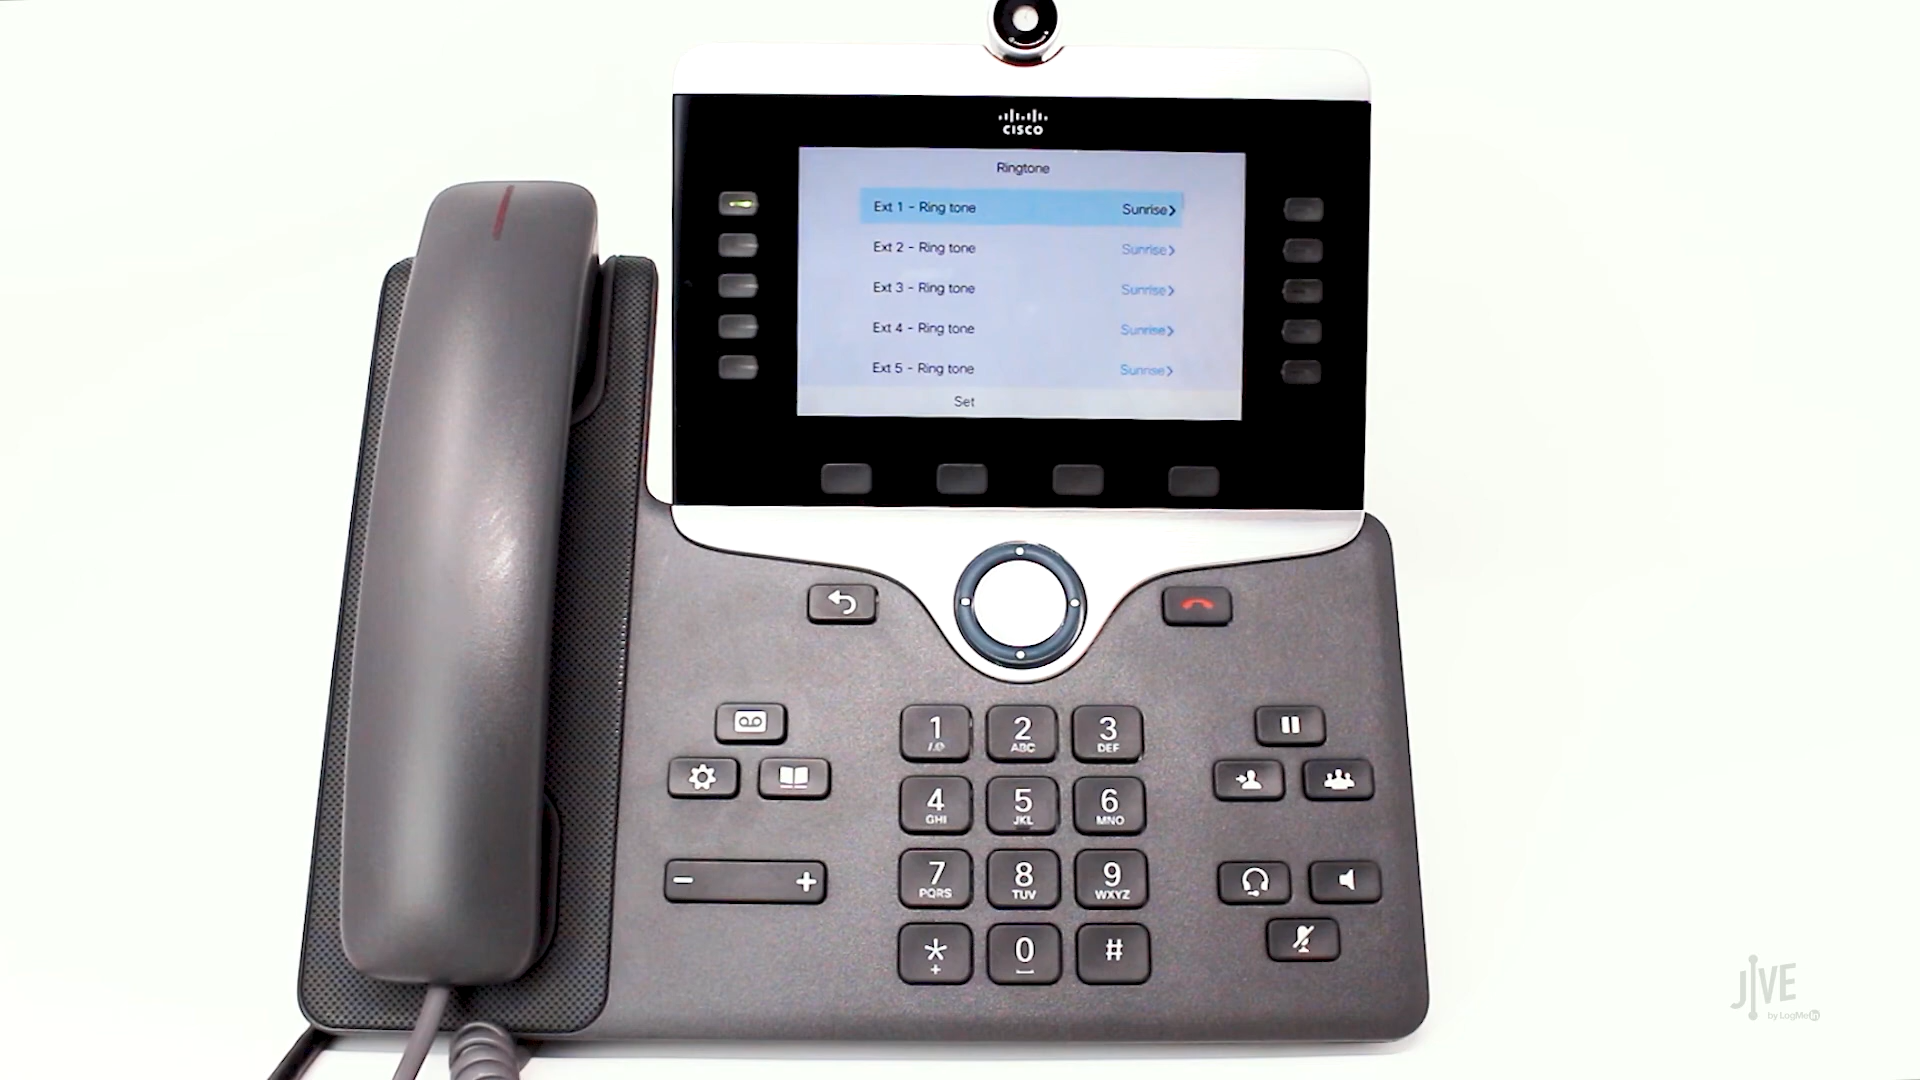 CISCO
Ringtone
Ext 1 - Ring tone Sunrise
Ext 2 - Ring tone Sunrise
Ext 3 - Ring tone Sunrise
Ext 4 - Ring tone Sunrise
Ext 5 - Ring tone Sunrise
Set
1 2 3
ABC DEF
4 5 6
GHI JKL MNO
- +
7 8 9
PQRS TUV WXYZ
* 0 #
+
JIVE
by LogMeIn